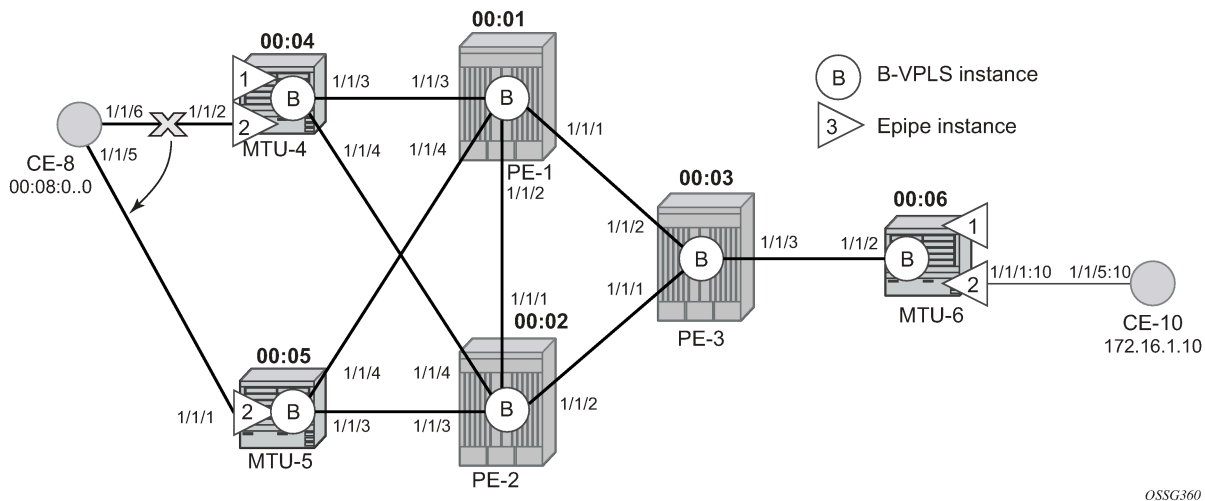 00:01
00:04
1
B
2
MTU-4
1/1/3
1/1/3
B
PE-1
1/1/6
1/1/2
CE-8
00:08:0..0
1/1/5
1/1/4
1/1/4
1/1/2
1/1/1
B
B-VPLS instance
3
Epipe instance
00:03
1/1/2
B
1/1/1
PE-3
1/1/3
1/1/2
00:06
1
B
2
MTU-6
1/1/1:10
1/1/5:10
CE-10
172.16.1.10
1/1/1
00:02
00:05
1/1/1
2
B
MTU-5
1/1/4
1/1/3
1/1/4
1/1/3
B
PE-2
1/1/2
OSSG360